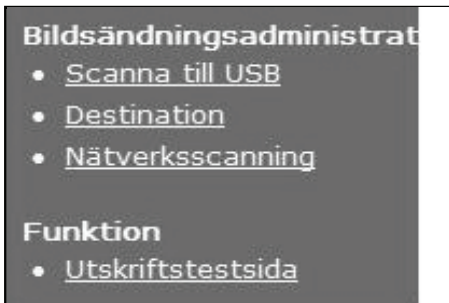 Bildsändningsadministrat
• Scanna till USB
• Destination
• Nätverksscanning
Funktion
• Utskriftstestsida